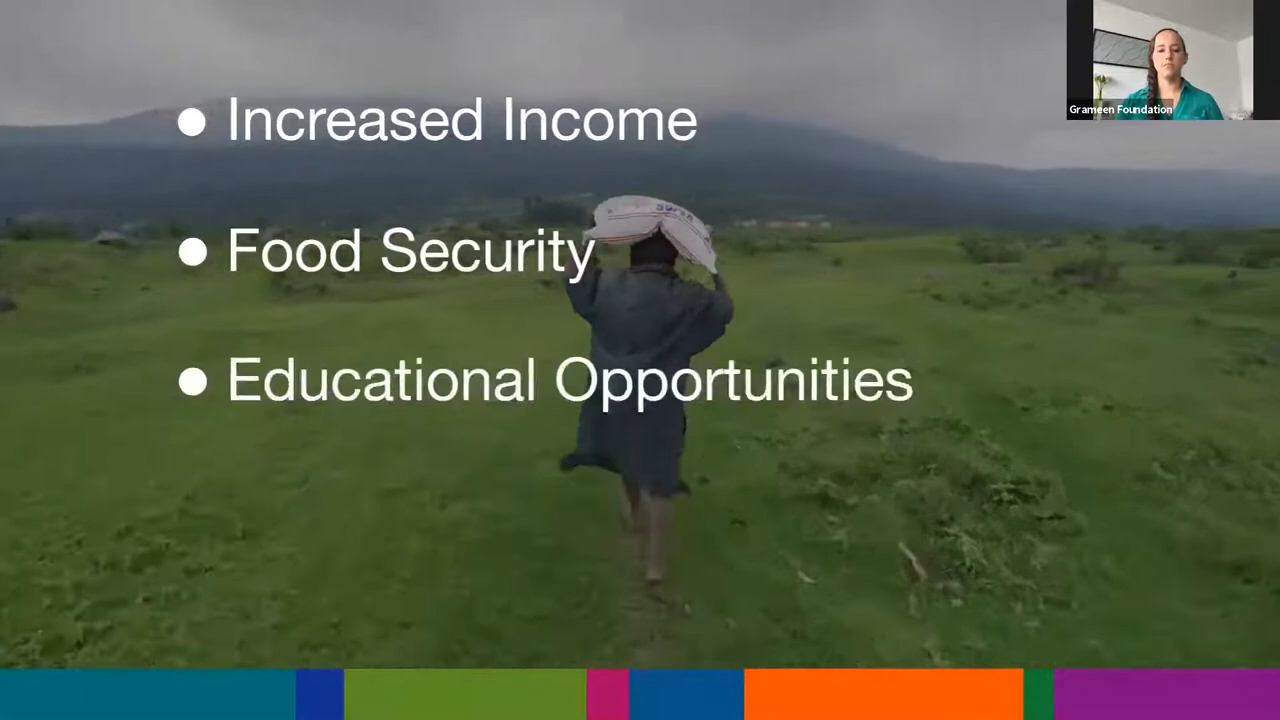 Grameen Foundation
● Increased Income
● Food Security
● Educational Opportunities